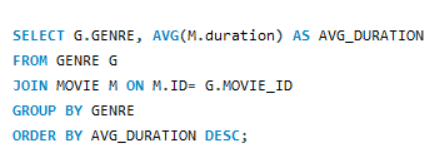 SELECT G.GENRE, AVG(M.duration) AS AVG_DURATION
FROM GENRE G
JOIN MOVIE M ON M.ID= G.MOVIE_ID
GROUP BY GENRE
ORDER BY AVG_DURATION DESC;